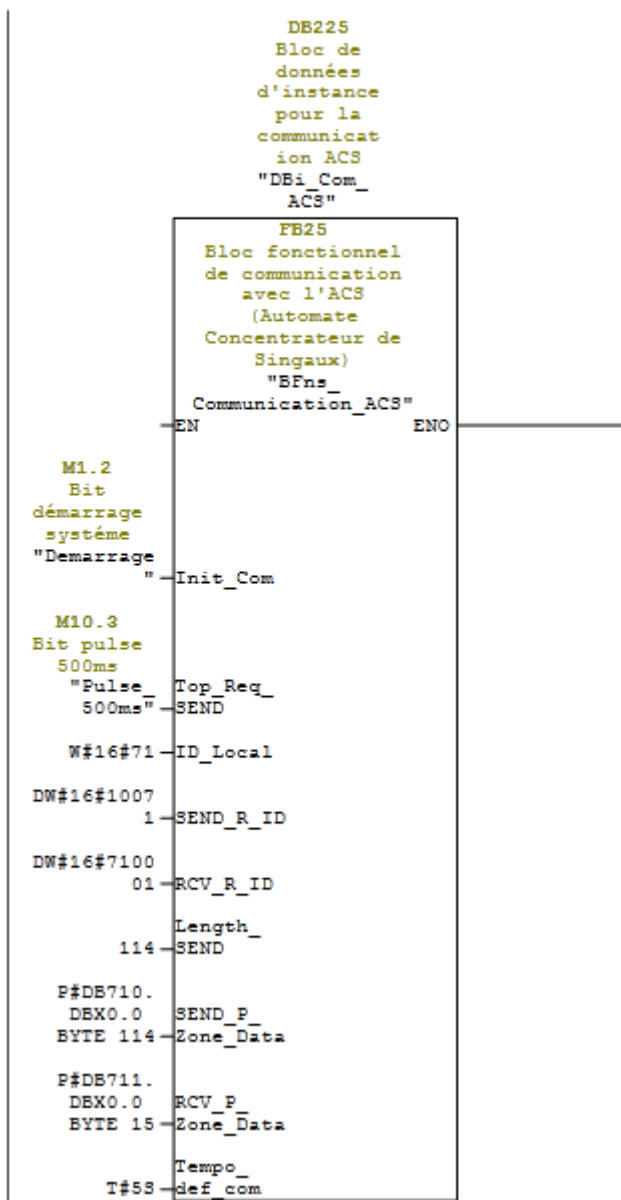 DB225
Bloc de
données
d'instance
pour la
communicat
ion ACS
"DBi_Com_
ACS"
FB25
Bloc fonctionnel
de communication
avec l'ACS
(Automate
Concentrateur de
Singaux)
"BFns_
Communication_ACS"
EN ENO
M1.2
Bit
démarrage
systéme
"Demarrage
" Init_Com
M10.3
Bit pulse
500ms
"Pulse_ Top_Req_
500ms" SEND
W#16#71 ID_Local
DW#16#1007
1 SEND_R_ID
DW#16#7100
01 RCV_R_ID
Length_
114 SEND
P#DB710.
DBX0.0 SEND_P_
BYTE 114 Zone_Data
P#DB711.
DBX0.0 RCV_P_
BYTE 15 Zone_Data
Tempo_
T#5S def_com